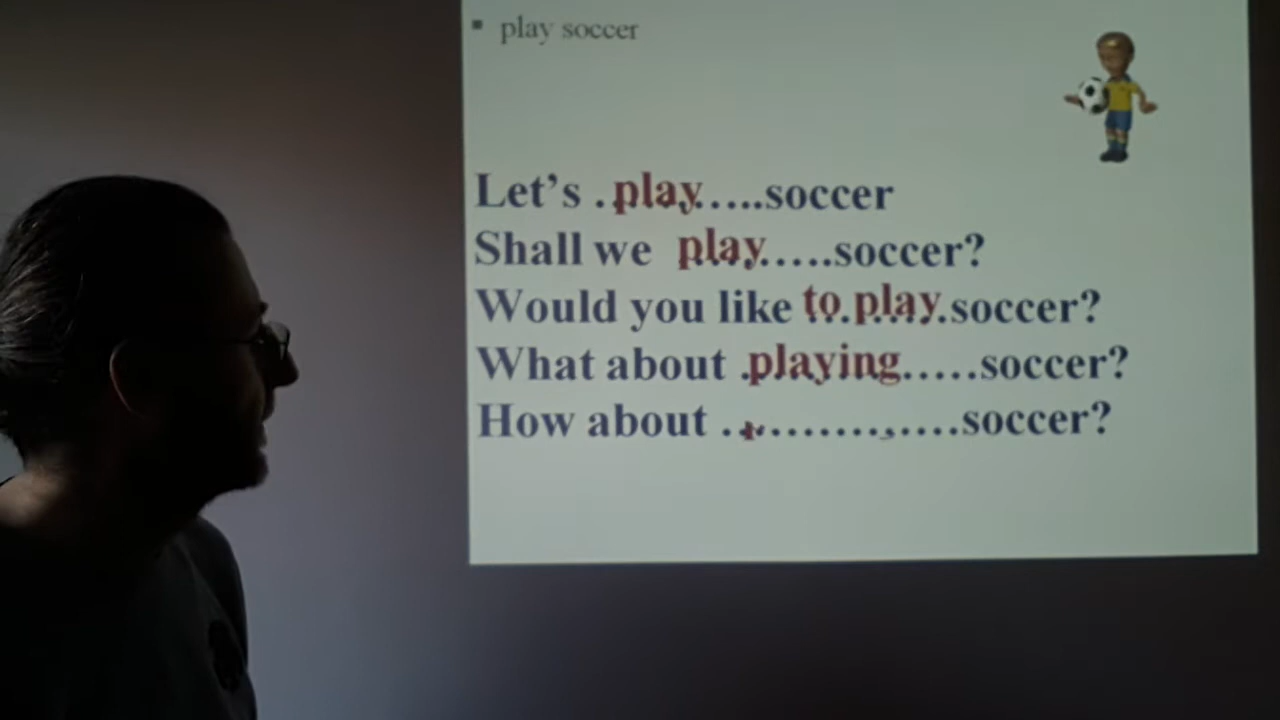 ▪ play soccer
Let's .play.....soccer
Shall we play.....soccer?
Would you like to play.soccer?
What about .playing.....soccer?
How about ................soccer?